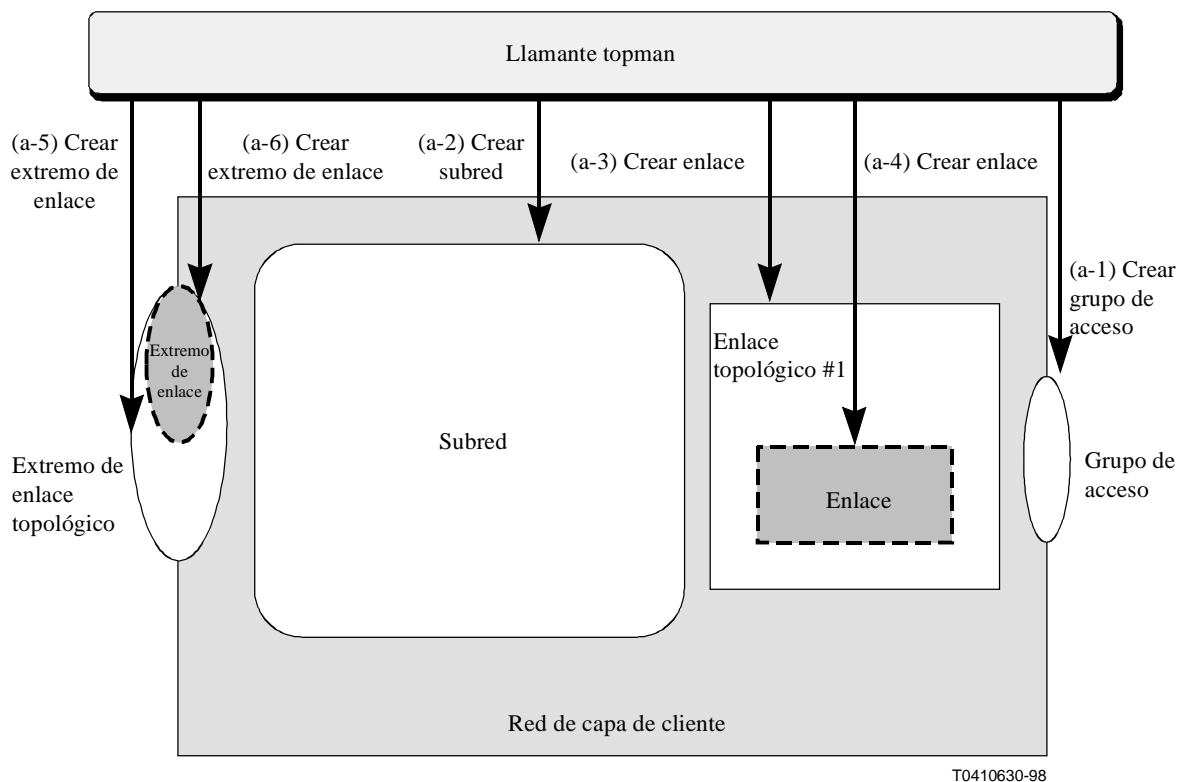 Llamante topman
(a-5) Crear
extremo de
enlace
(a-6) Crear
extremo de enlace
(a-2) Crear
subred
(a-3) Crear enlace
(a-4) Crear enlace
(a-1) Crear
grupo de
acceso
Extremo
de
enlace
Enlace
topológico #1
Subred
Enlace
Extremo de
enlace
topológico
Grupo de
acceso
Red de capa de cliente
T0410630-98